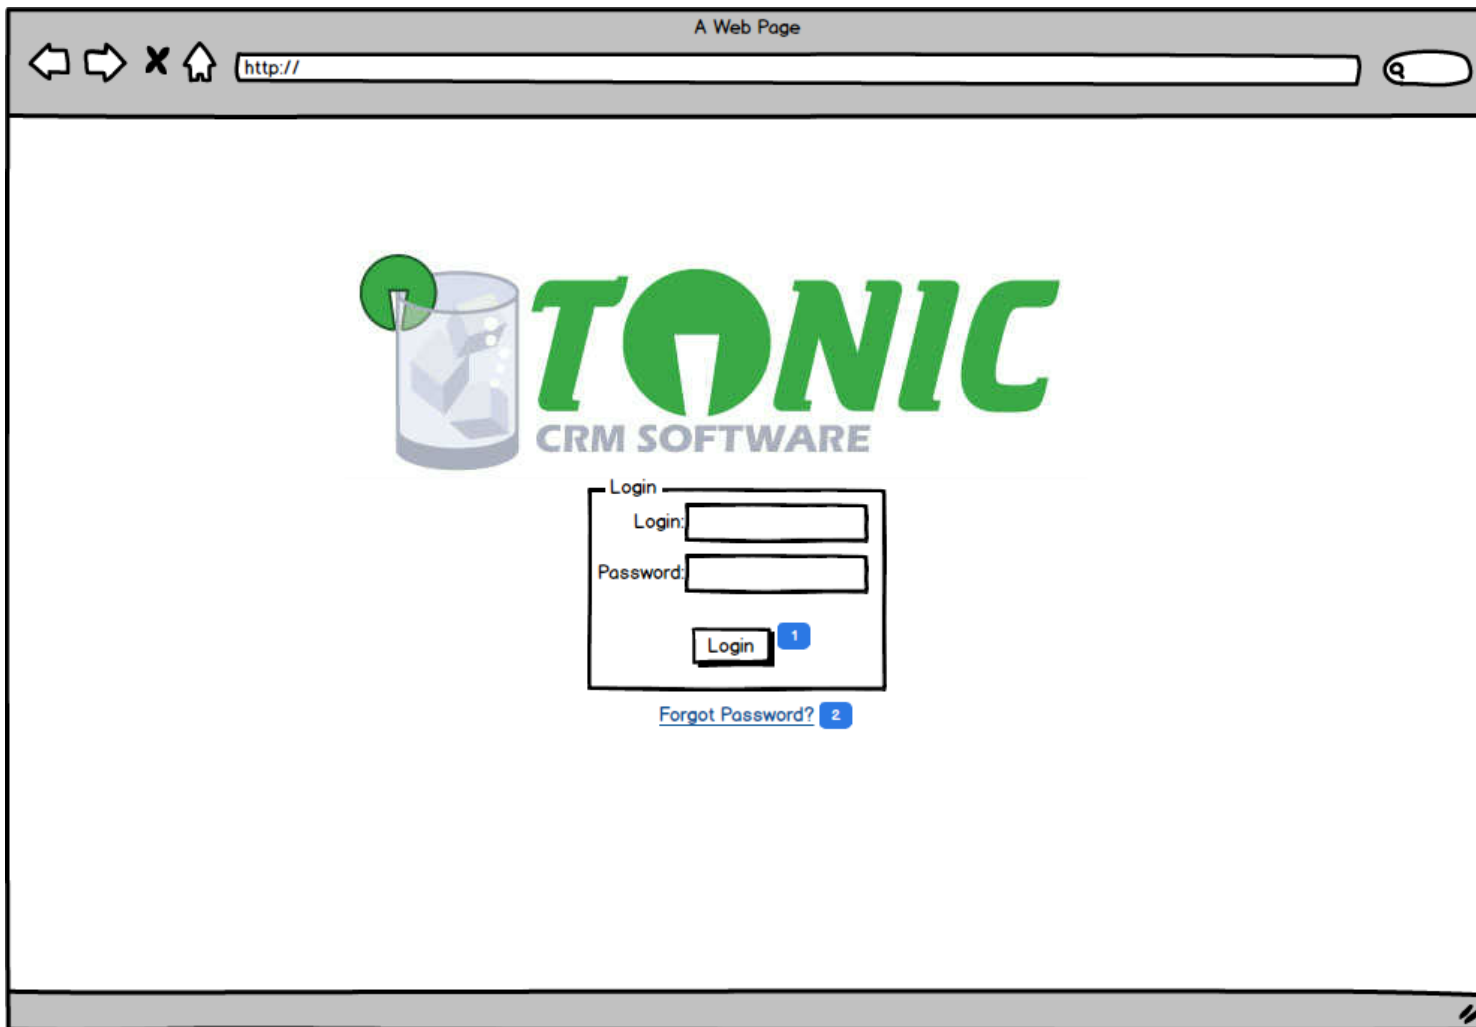 A Web Page
http://
TONIC
CRM SOFTWARE
Login
Login:
Password:
Login 1
Forgot Password? 2